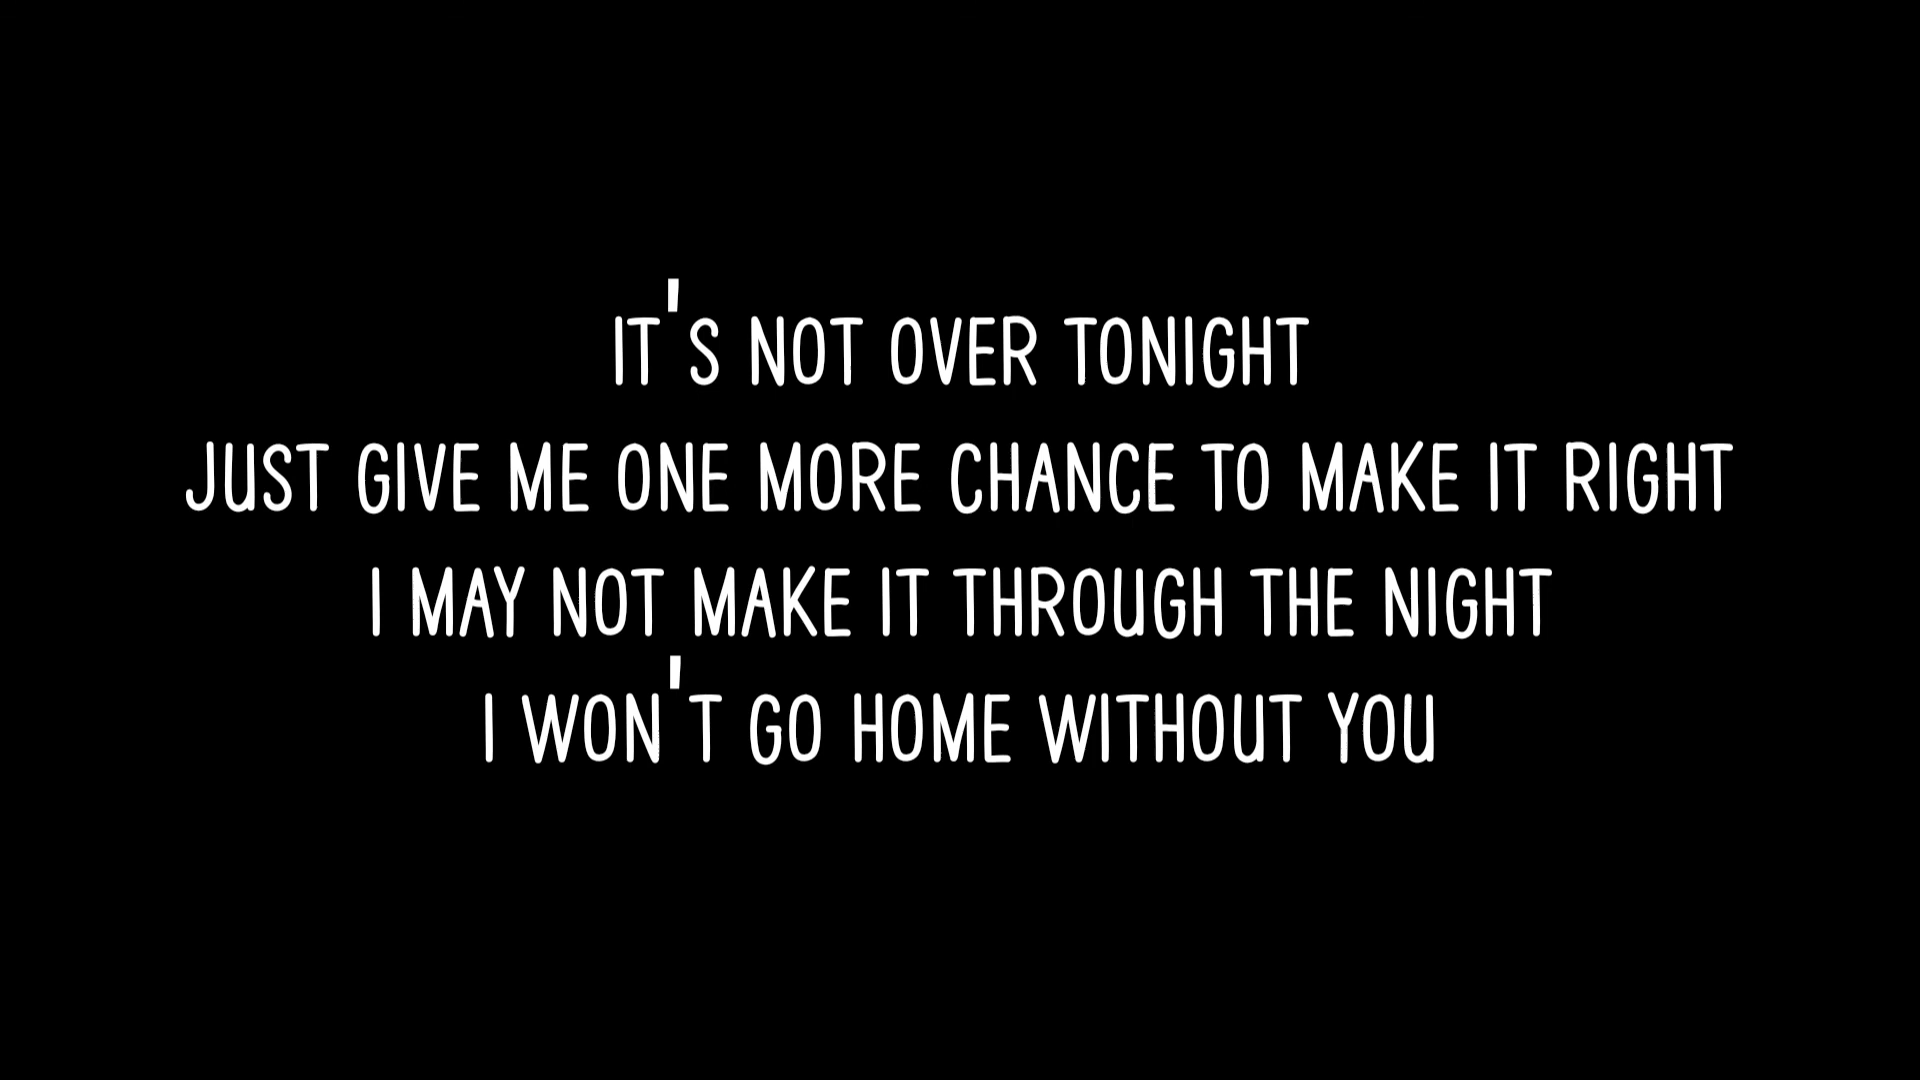 IT'S NOT OVER TONIGHT
JUST GIVE ME ONE MORE CHANCE TO MAKE IT RIGHT
I MAY NOT MAKE IT THROUGH THE NIGHT
I WON'T GO HOME WITHOUT YOU